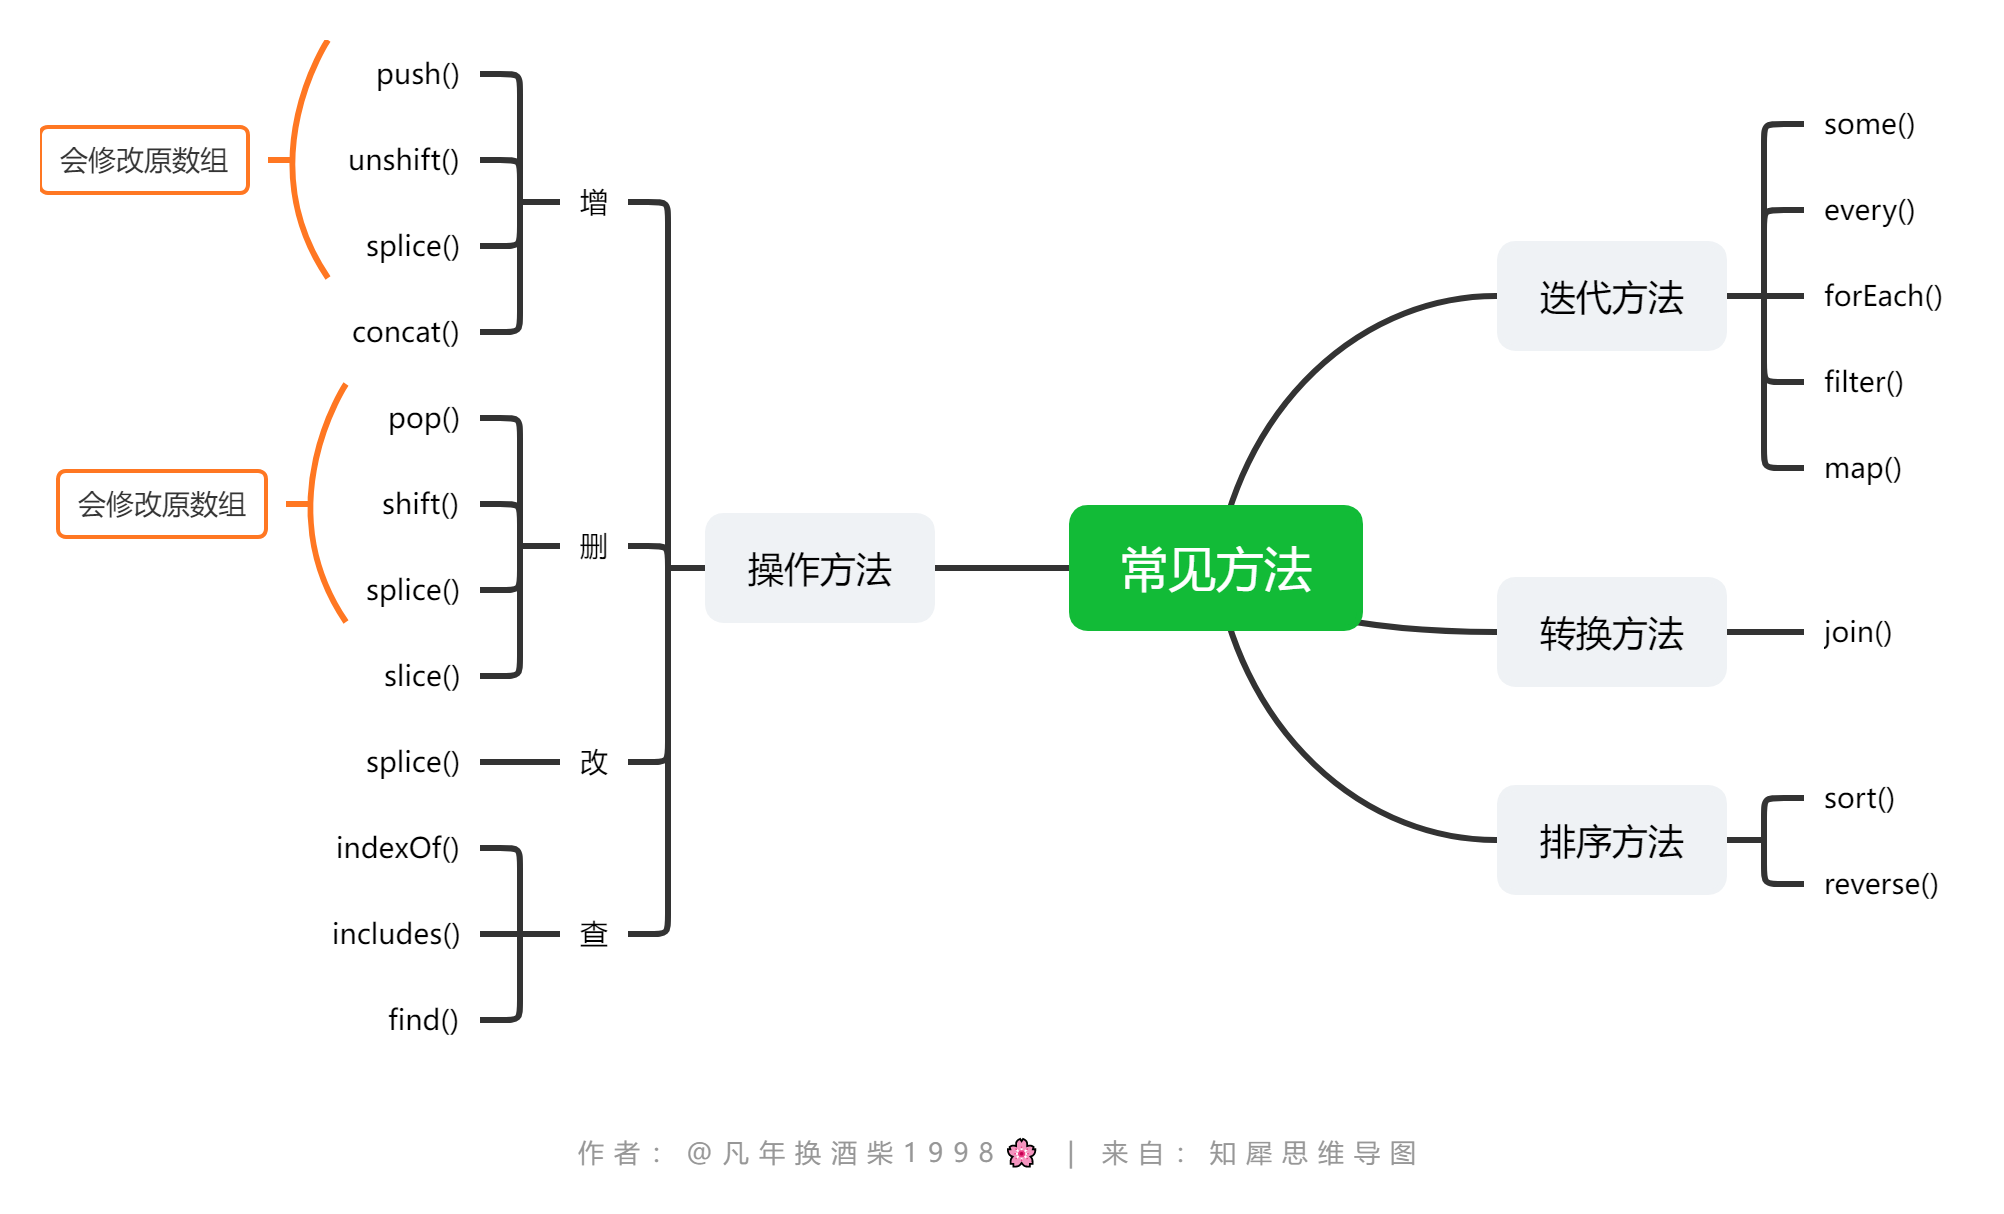 常见方法
操作方法
增
push()
unshift()
splice()
concat()
会修改原数组
删
pop()
shift()
splice()
slice()
会修改原数组
改
splice()
查
indexOf()
includes()
find()
迭代方法
some()
every()
forEach()
filter()
map()
转换方法
join()
排序方法
sort()
reverse()
作者：@凡年换酒柴1998🌸 | 来自：知犀思维导图